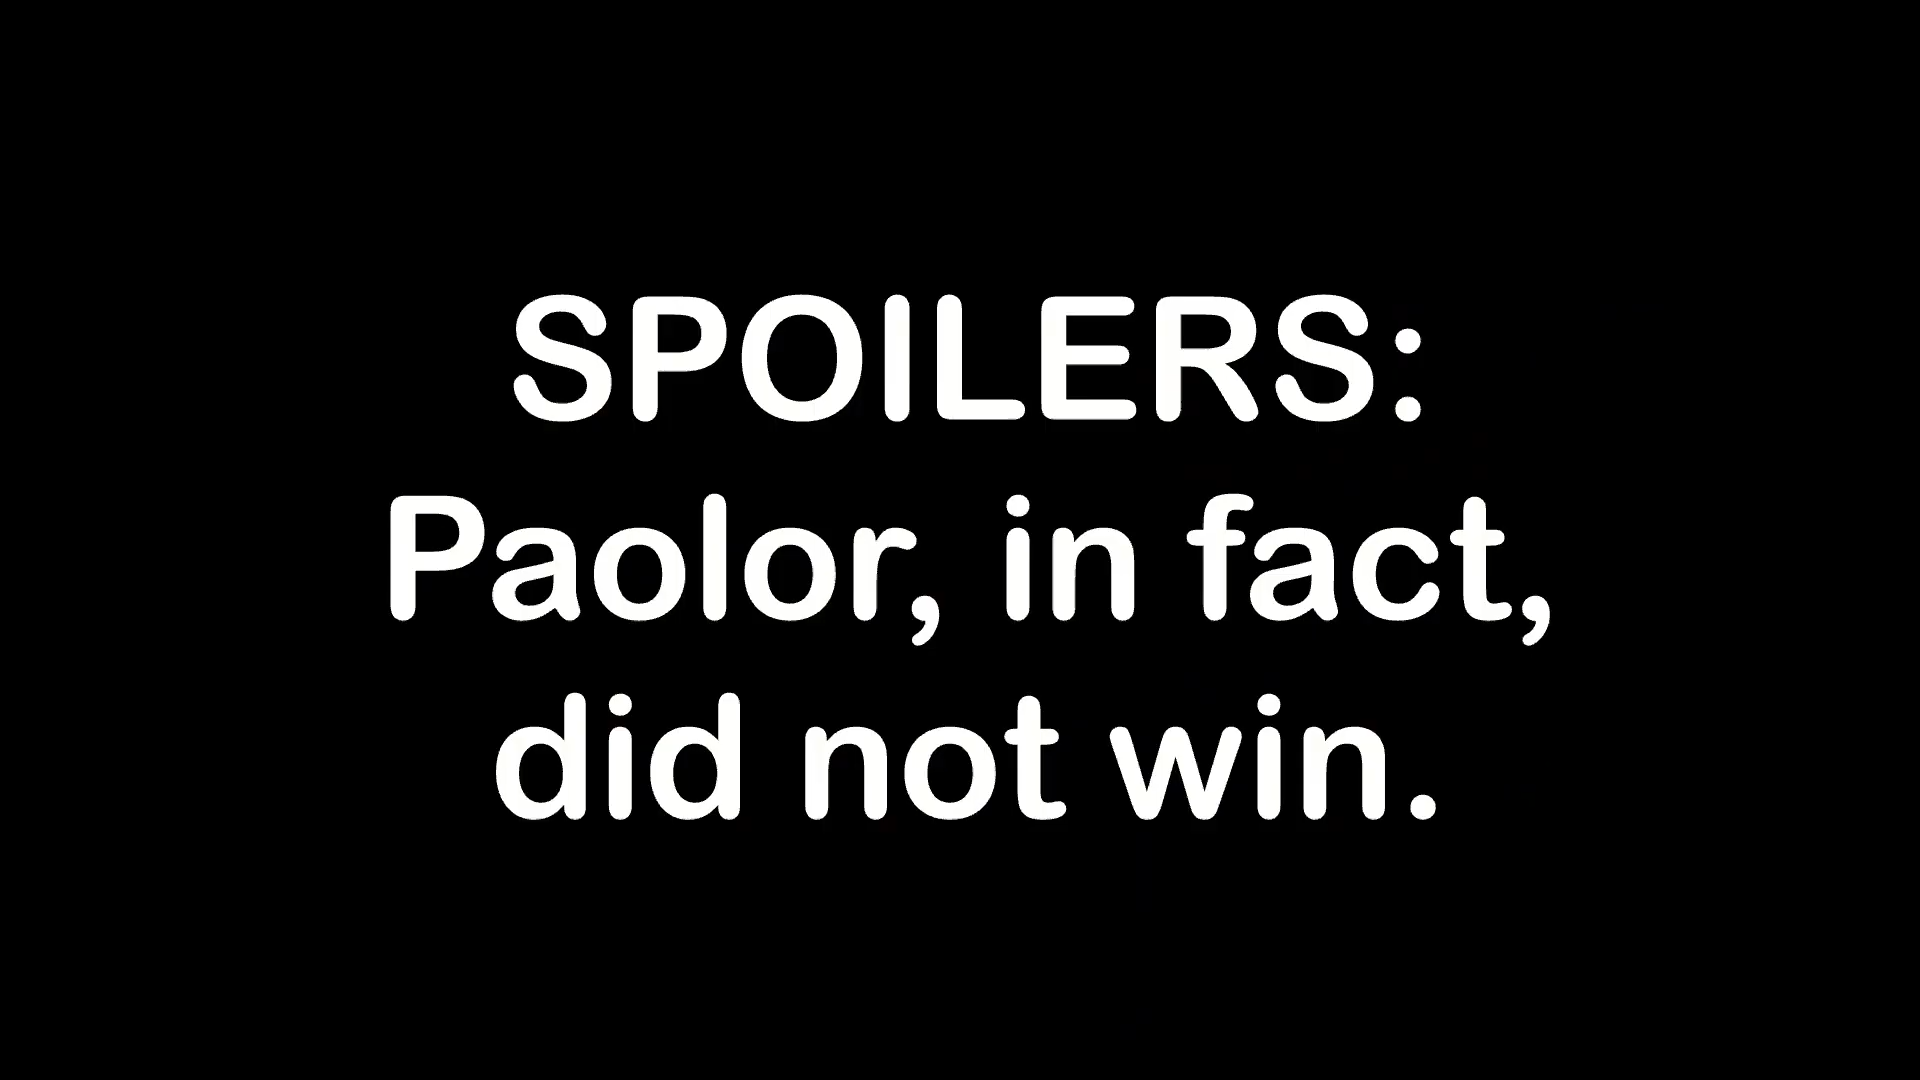 SPOILERS:
Paolor, in fact,
did not win.